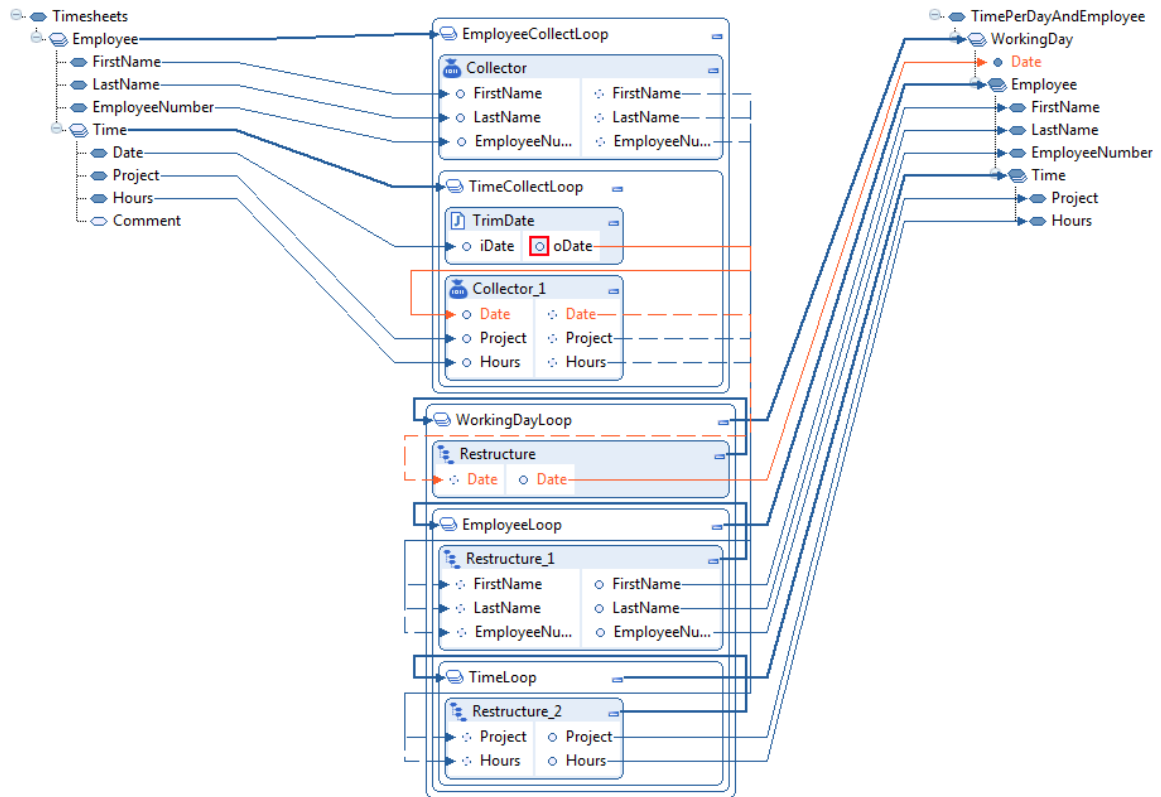 Timesheets
Employee
FirstName
LastName
EmployeeNumber
Time
Date
Project
Hours
Comment
EmployeeCollectLoop
Collector
FirstName FirstName
LastName LastName
EmployeeNu... EmployeeNu...
TimeCollectLoop
TrimDate
iDate oDate
Collector_1
Date Date
Project Project
Hours Hours
WorkingDayLoop
Restructure
Date Date
EmployeeLoop
Restructure_1
FirstName FirstName
LastName LastName
EmployeeNu... EmployeeNu...
TimeLoop
Restructure_2
Project Project
Hours Hours
TimePerDayAndEmployee
WorkingDay
Date
Employee
FirstName
LastName
EmployeeNumber
Time
Project
Hours